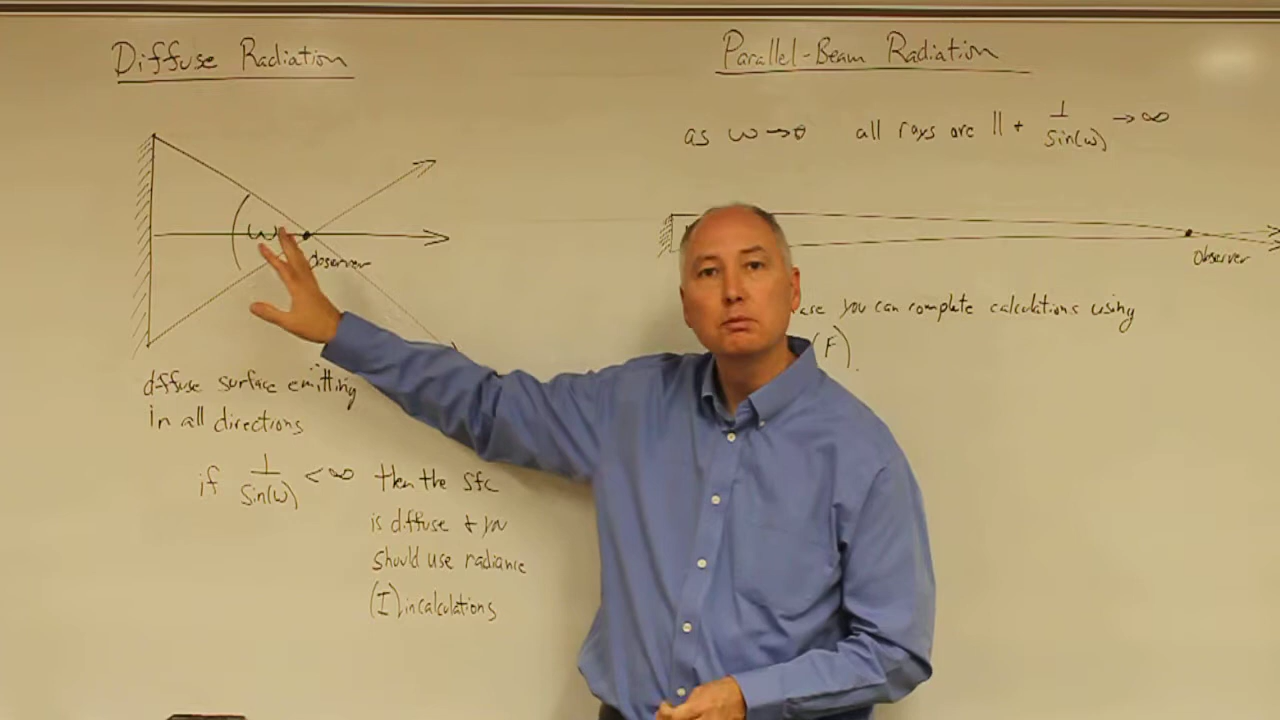 Diffuse Radiation
ω
observer
diffuse surface emitting
in all directions
if 1/sin(ω) < ∞ then the sfc
is diffuse + you
should use radiance
(I) in calculations
Parallel-Beam Radiation
as ω → 0 all rays are || + 1/sin(ω) → ∞
observer
are you can complete calculations using
(F).